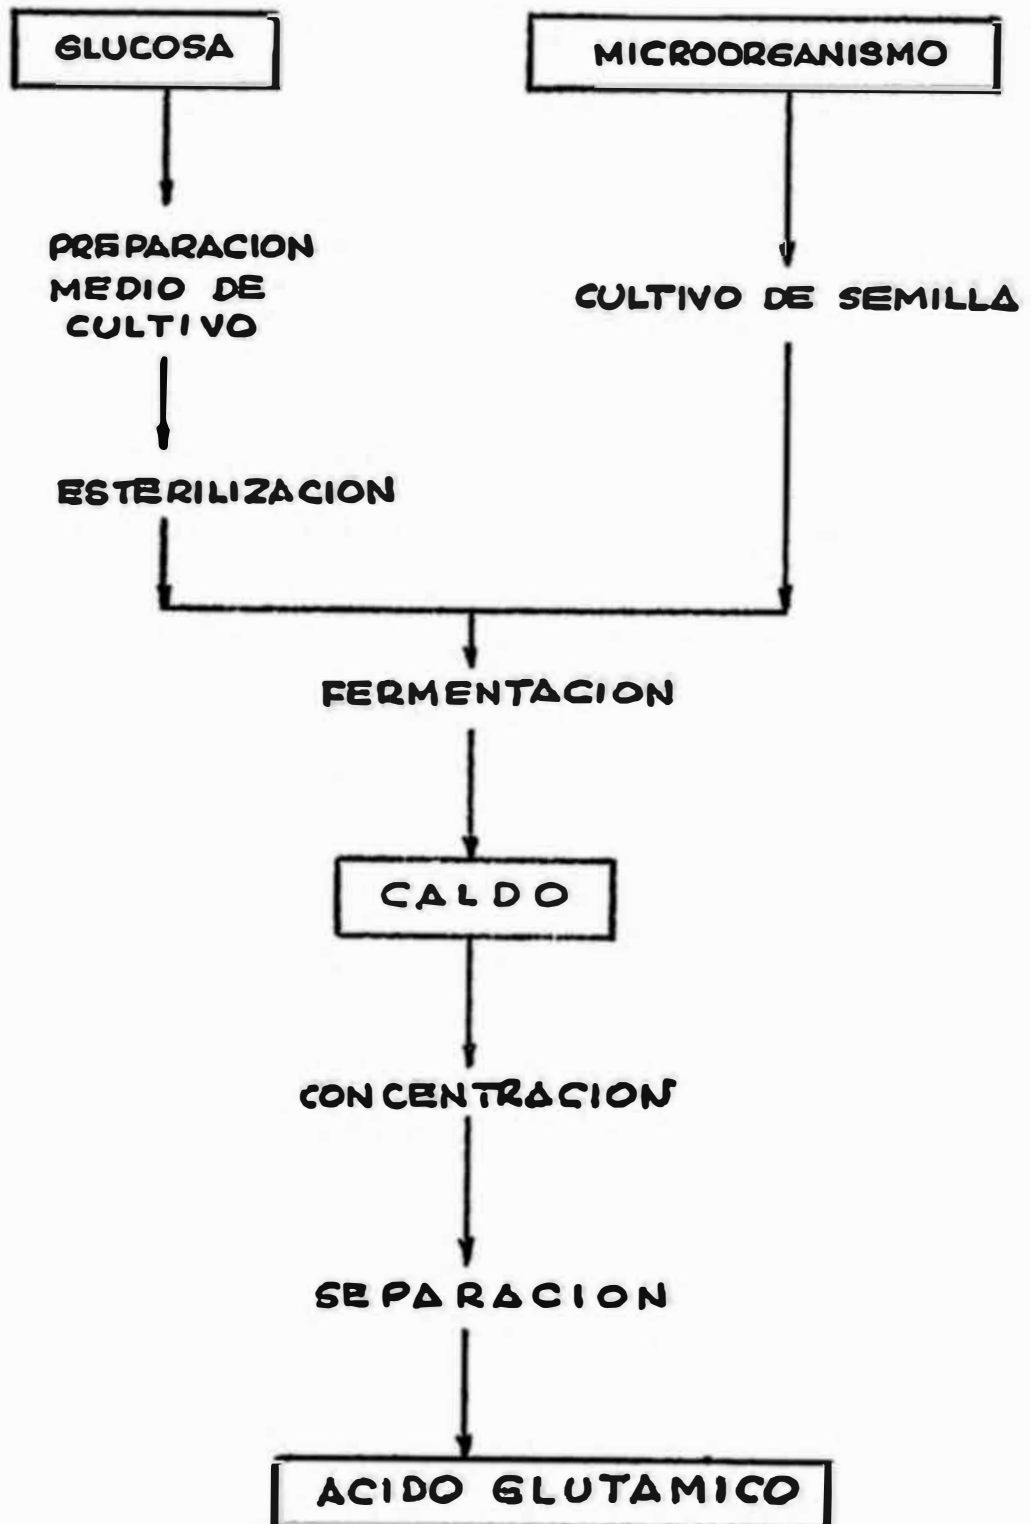 GLUCOSA
MICROORGANISMO
PREPARACION
MEDIO DE
CULTIVO
CULTIVO DE SEMILLA
ESTERILIZACION
FERMENTACION
CALDO
CONCENTRACION
SEPARACION
ACIDO GLUTAMICO